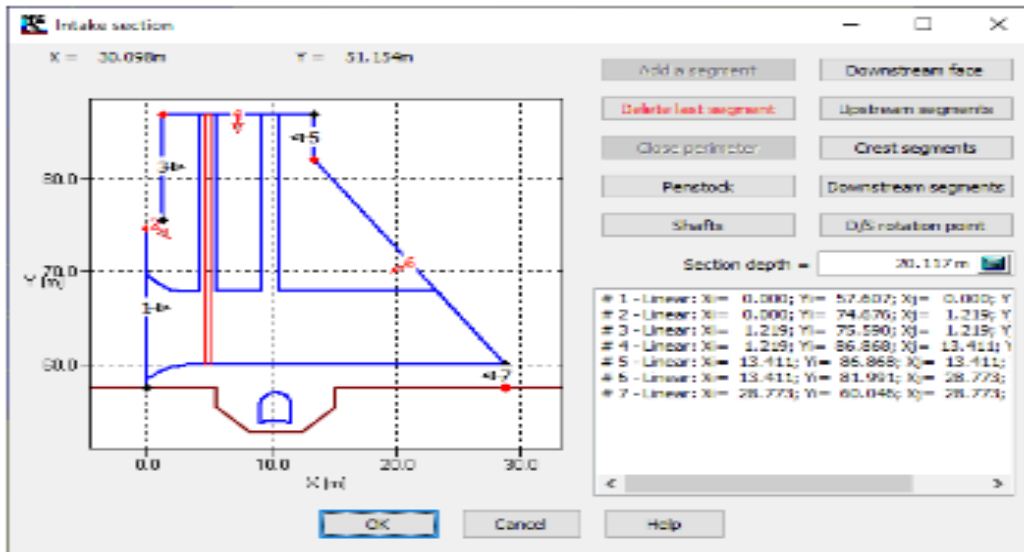 Intake section
X = 30.098m Y = 51.154m
Add a segment
Downstream face
Delete last segment
Upstream segments
Close perimeter
Crest segments
Penstock
Downstream segments
Shafts
D/S rotation point
Section depth = 20.117 m
# 1 - Linear: Xi= 0.000; Yi= 57.607; Xj= 0.000; Y
# 2 - Linear: Xi= 0.000; Yi= 74.676; Xj= 1.219; Y
# 3 - Linear: Xi= 1.219; Yi= 75.590; Xj= 1.219; Y
# 4 - Linear: Xi= 1.219; Yi= 86.868; Xj= 13.411; Y
# 5 - Linear: Xi= 13.411; Yi= 86.868; Xj= 13.411;
# 6 - Linear: Xi= 13.411; Yi= 81.991; Xj= 28.773;
# 7 - Linear: Xi= 28.773; Yi= 60.046; Xj= 28.773;
5
3
80.0
6
70.0
Y [m]
1
60.0
7
0.0 10.0 20.0 30.0
X [m]
OK
Cancel
Help